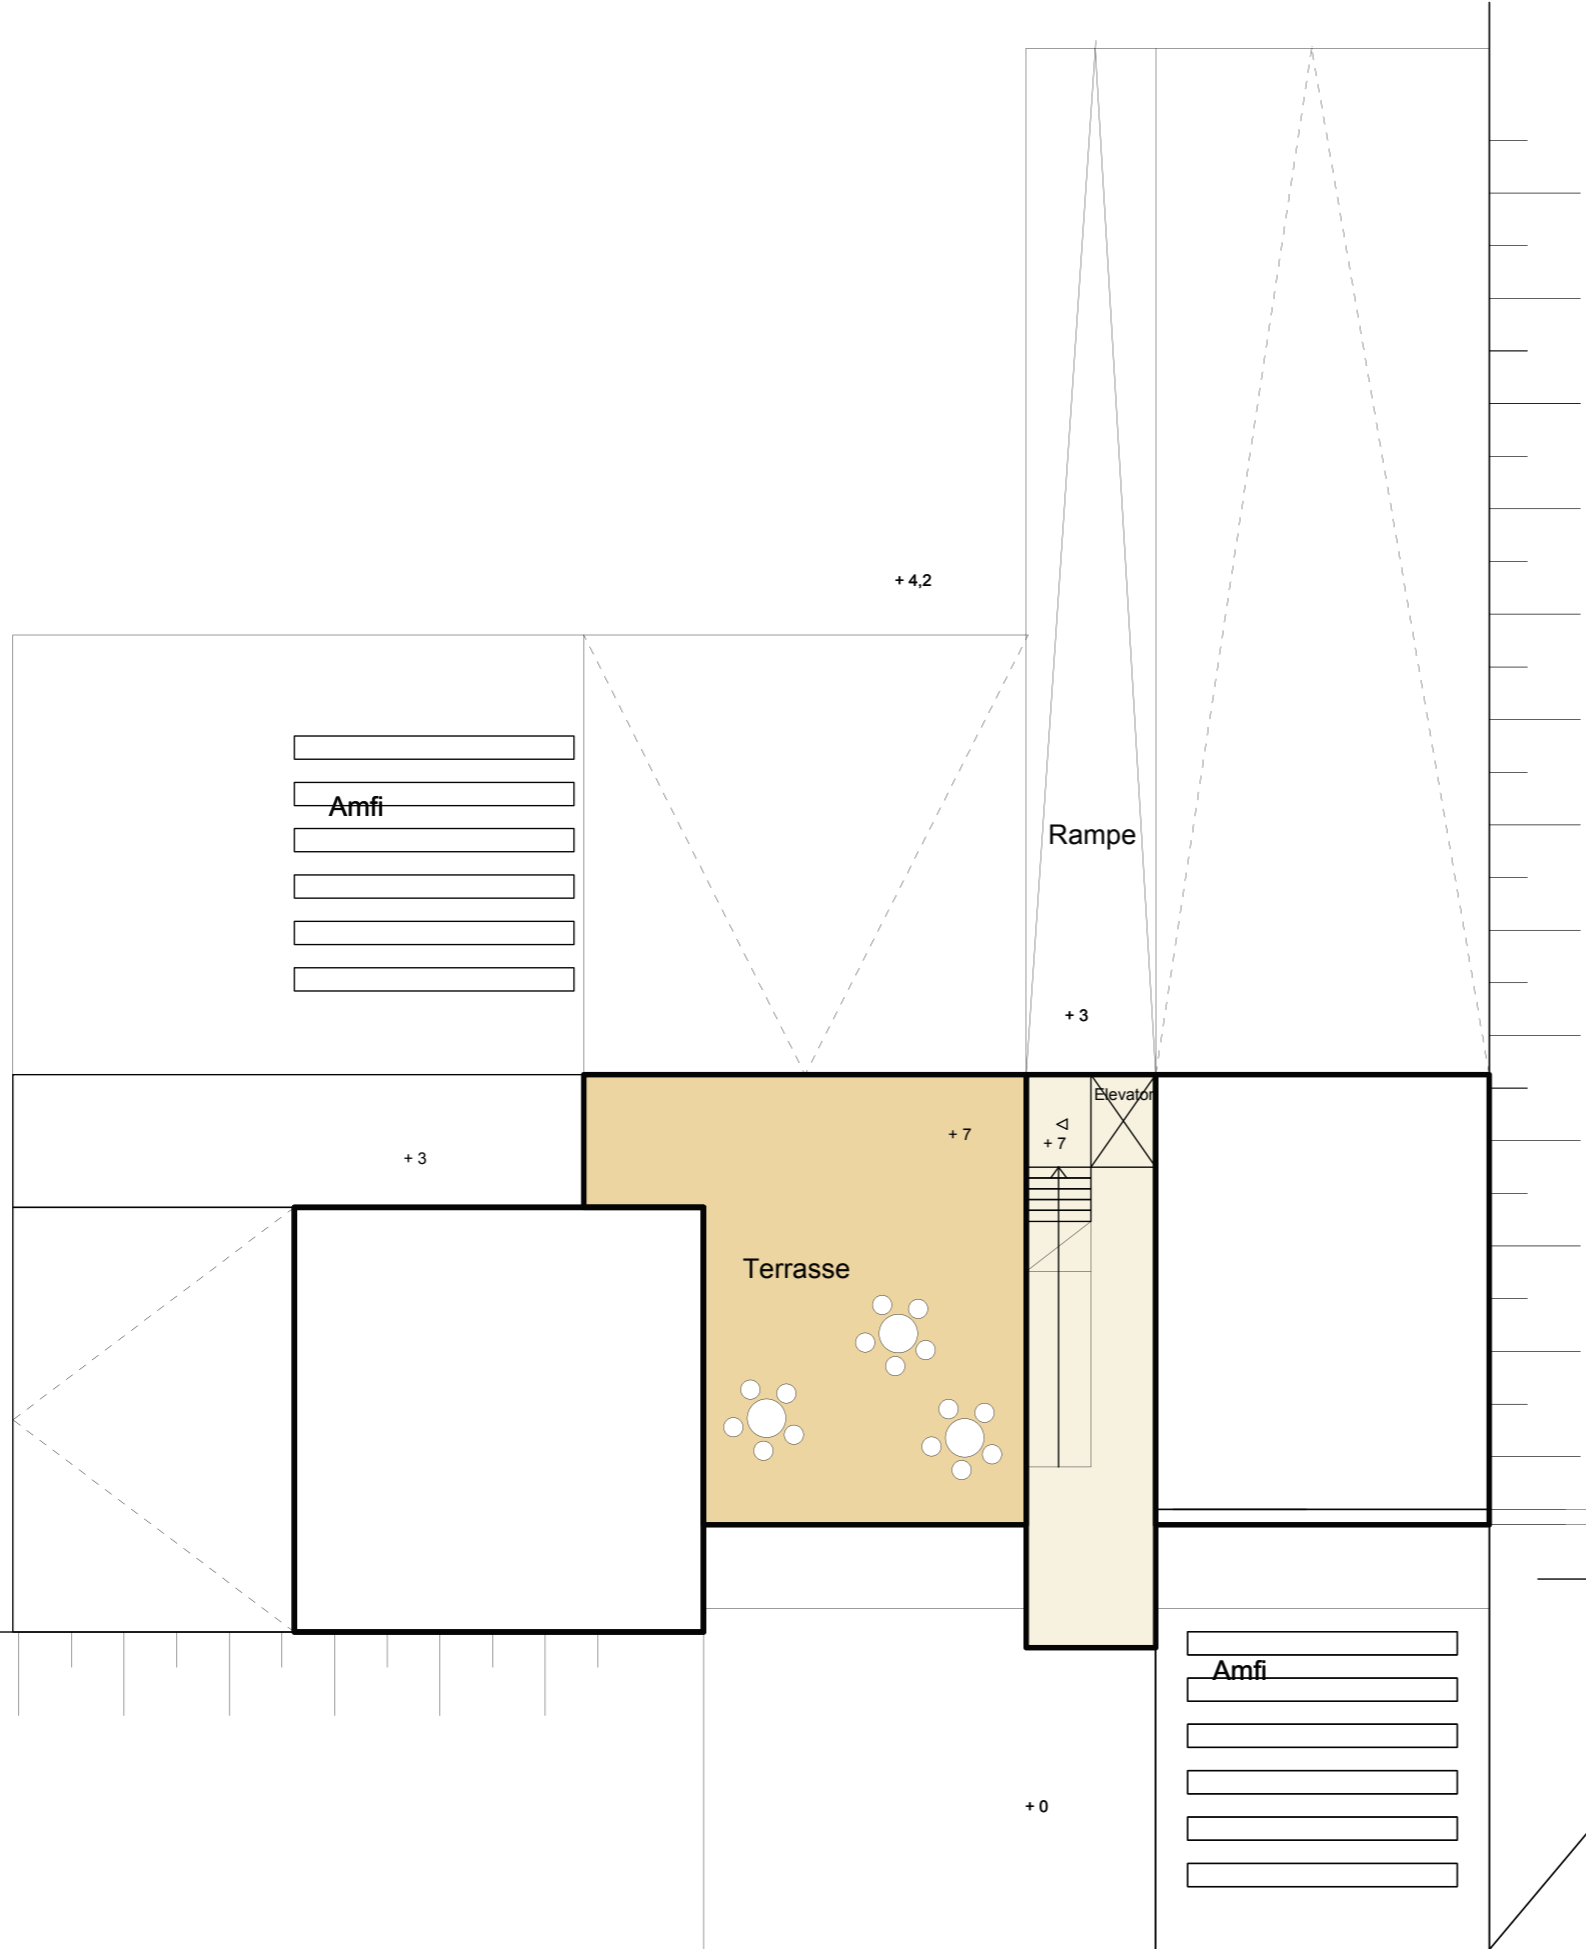 + 4,2
Amfi
Rampe
+ 3
Elevator
+ 7
+ 7
+ 3
Terrasse
Amfi
+ 0